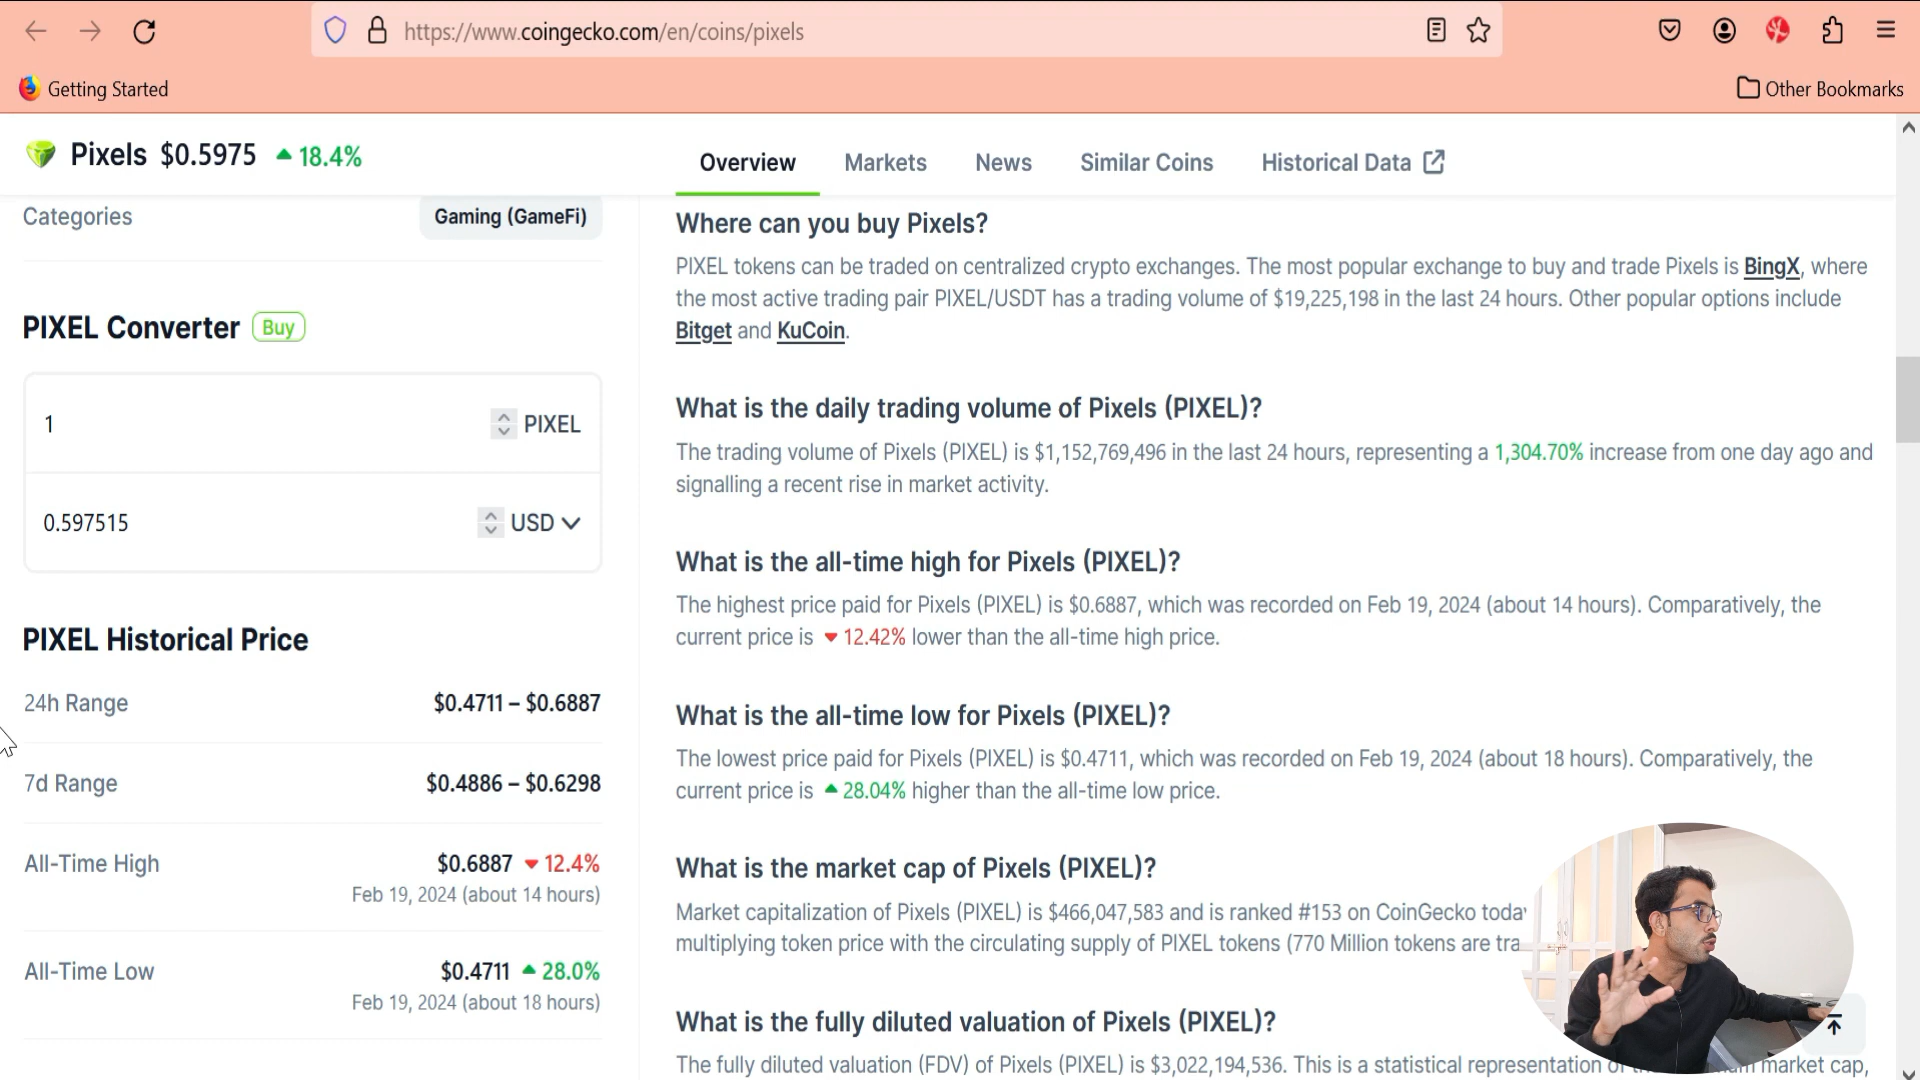 https://www.coingecko.com/en/coins/pixels
Getting Started
Other Bookmarks
Pixels $0.5975 18.4%
Overview Markets News Similar Coins Historical Data
Categories Gaming (GameFi)
PIXEL Converter Buy
1 PIXEL
0.597515 USD
PIXEL Historical Price
24h Range $0.4711 – $0.6887
7d Range $0.4886 – $0.6298
All-Time High $0.6887 12.4%
Feb 19, 2024 (about 14 hours)
All-Time Low $0.4711 28.0%
Feb 19, 2024 (about 18 hours)
Where can you buy Pixels?
PIXEL tokens can be traded on centralized crypto exchanges. The most popular exchange to buy and trade Pixels is BingX, where
the most active trading pair PIXEL/USDT has a trading volume of $19,225,198 in the last 24 hours. Other popular options include
Bitget and KuCoin.
What is the daily trading volume of Pixels (PIXEL)?
The trading volume of Pixels (PIXEL) is $1,152,769,496 in the last 24 hours, representing a 1,304.70% increase from one day ago and
signalling a recent rise in market activity.
What is the all-time high for Pixels (PIXEL)?
The highest price paid for Pixels (PIXEL) is $0.6887, which was recorded on Feb 19, 2024 (about 14 hours). Comparatively, the
current price is 12.42% lower than the all-time high price.
What is the all-time low for Pixels (PIXEL)?
The lowest price paid for Pixels (PIXEL) is $0.4711, which was recorded on Feb 19, 2024 (about 18 hours). Comparatively, the
current price is 28.04% higher than the all-time low price.
What is the market cap of Pixels (PIXEL)?
Market capitalization of Pixels (PIXEL) is $466,047,583 and is ranked #153 on CoinGecko
multiplying token price with the circulating supply of PIXEL tokens (770 Million tokens are
What is the fully diluted valuation of Pixels (PIXEL)?
The fully diluted valuation (FDV) of Pixels (PIXEL) is $3,022,194,536. This is a statistical representation market cap,